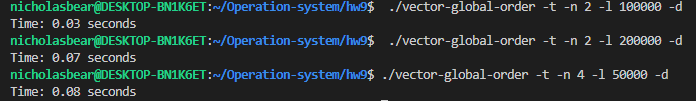 nicholasbear@DESKTOP-BN1K6ET:~/Operation-system/hw9$  ./vector-global-order -t -n 2 -l 100000 -d
Time: 0.03 seconds
nicholasbear@DESKTOP-BN1K6ET:~/Operation-system/hw9$  ./vector-global-order -t -n 2 -l 200000 -d
Time: 0.07 seconds
nicholasbear@DESKTOP-BN1K6ET:~/Operation-system/hw9$ ./vector-global-order -t -n 4 -l 50000 -d
Time: 0.08 seconds